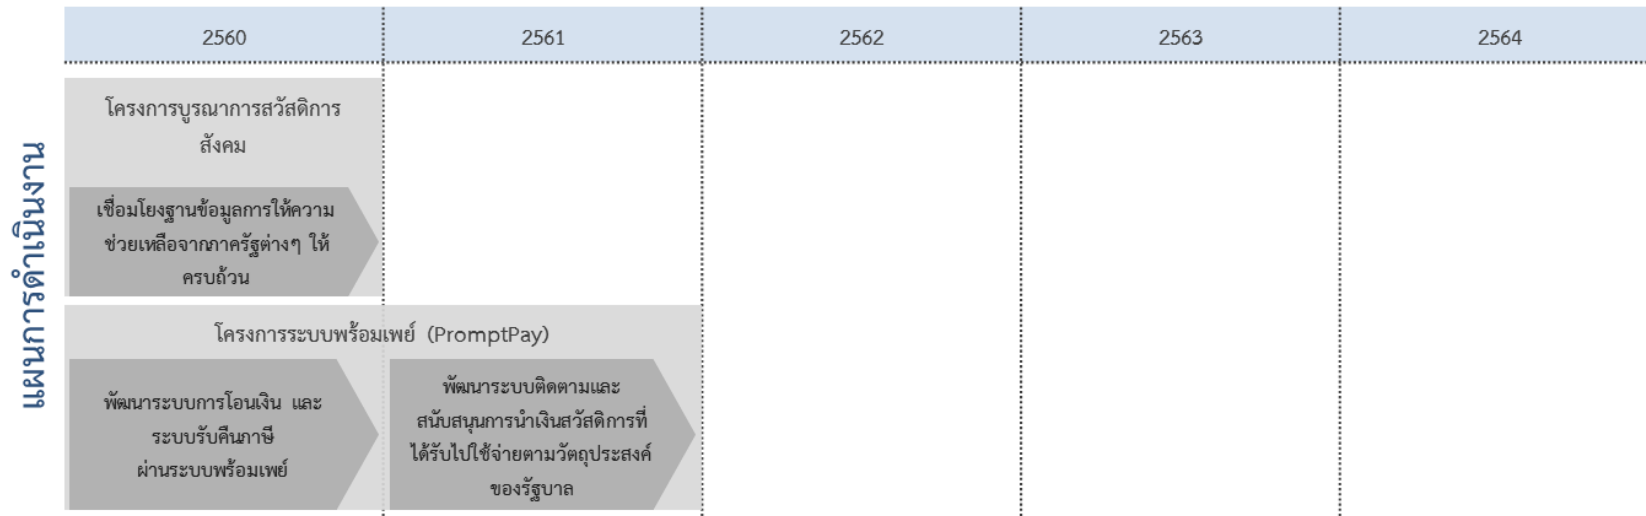 2560
2561
2562
2563
2564
แผนการดำเนินงาน
โครงการบูรณาการสวัสดิการ
สังคม
เชื่อมโยงฐานข้อมูลการให้ความ
ช่วยเหลือจากภาครัฐต่างๆ ให้
ครบถ้วน
โครงการระบบพร้อมเพย์ (PromptPay)
พัฒนาระบบการโอนเงิน และ
ระบบรับคืนภาษี
ผ่านระบบพร้อมเพย์
พัฒนาระบบติดตามและ
สนับสนุนการนำเงินสวัสดิการที่
ได้รับไปใช้จ่ายตามวัตถุประสงค์
ของรัฐบาล